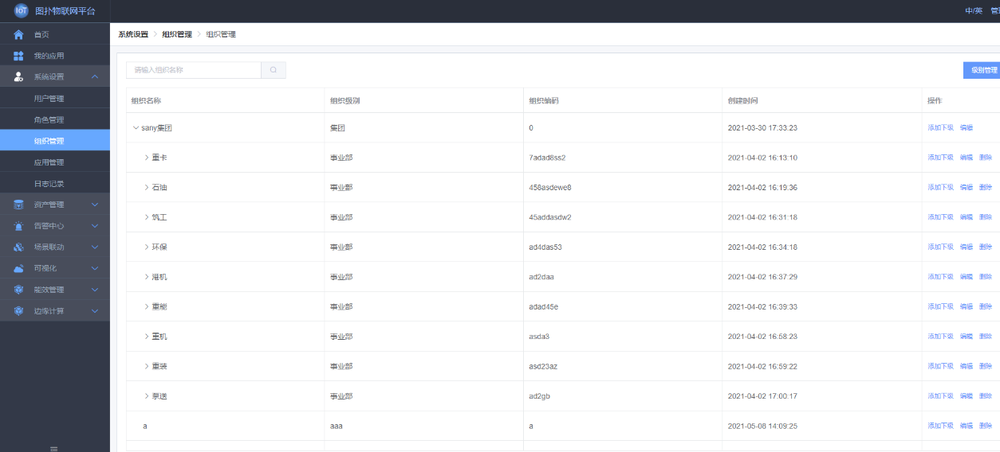 IoT 图扑物联网平台 中/英
首页
我的应用
系统设置
用户管理
角色管理
组织管理
应用管理
日志记录
资产管理
告警中心
场景联动
可视化
能效管理
边缘计算
系统设置 > 组织管理 > 组织管理
请输入组织名称 级别管理
组织名称 组织级别 组织编码 创建时间 操作
sany集团 集团 0 2021-03-30 17:33:23 添加下级 编辑
重卡 事业部 7adad8ss2 2021-04-02 16:13:10 添加下级 编辑 删除
石油 事业部 458asdewe8 2021-04-02 16:19:36 添加下级 编辑 删除
筑工 事业部 45addasdw2 2021-04-02 16:31:18 添加下级 编辑 删除
环保 事业部 ad4das53 2021-04-02 16:34:18 添加下级 编辑 删除
港机 事业部 ad2daa 2021-04-02 16:37:29 添加下级 编辑 删除
重能 事业部 adad45e 2021-04-02 16:39:33 添加下级 编辑 删除
重机 事业部 asda3 2021-04-02 16:58:23 添加下级 编辑 删除
重装 事业部 asd23az 2021-04-02 16:59:22 添加下级 编辑 删除
泵送 事业部 ad2gb 2021-04-02 17:00:17 添加下级 编辑 删除
a aaa a 2021-05-08 14:09:25 添加下级 编辑 删除